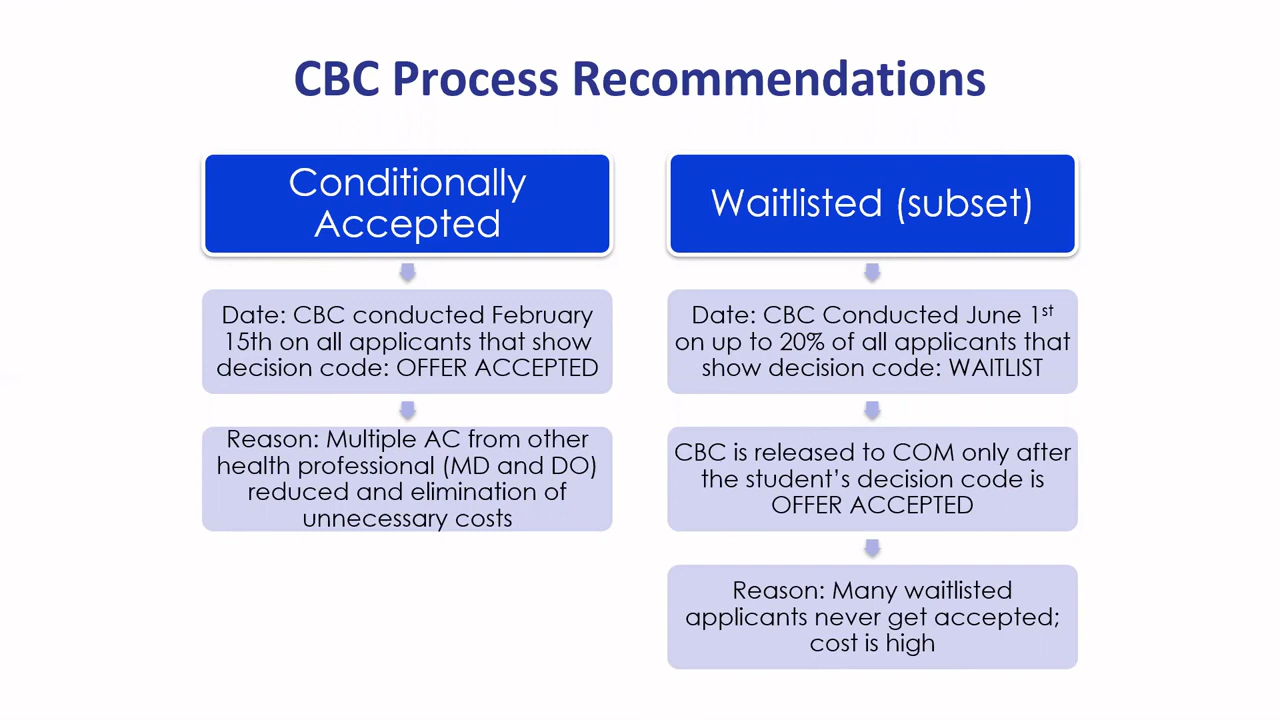 CBC Process Recommendations
Conditionally
Accepted
Date: CBC conducted February
15th on all applicants that show
decision code: OFFER ACCEPTED
Reason: Multiple AC from other
health professional (MD and DO)
reduced and elimination of
unnecessary costs
Waitlisted (subset)
Date: CBC Conducted June 1st
on up to 20% of all applicants that
show decision code: WAITLIST
CBC is released to COM only after
the student’s decision code is
OFFER ACCEPTED
Reason: Many waitlisted
applicants never get accepted;
cost is high